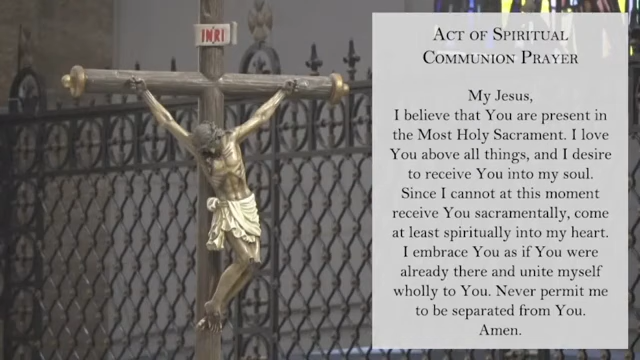 INRI
Act of Spiritual
Communion Prayer
My Jesus,
I believe that You are present in
the Most Holy Sacrament. I love
You above all things, and I desire
to receive You into my soul.
Since I cannot at this moment
receive You sacramentally, come
at least spiritually into my heart.
I embrace You as if You were
already there and unite myself
wholly to You. Never permit me
to be separated from You.
Amen.